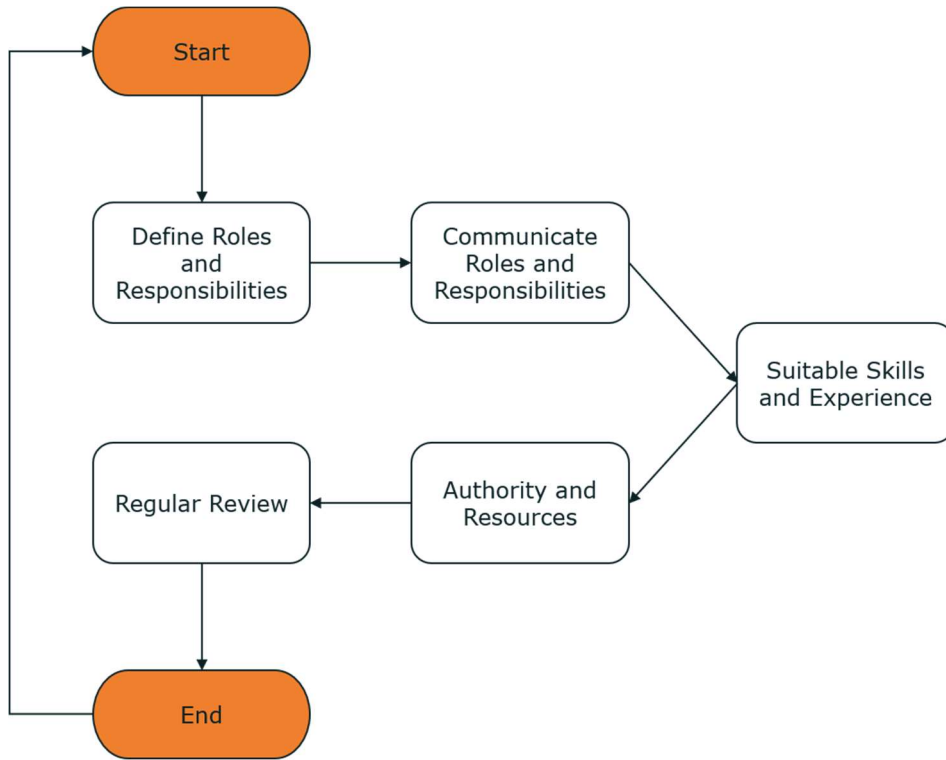 Start
Define Roles
and
Responsibilities
Communicate
Roles and
Responsibilities
Suitable Skills
and Experience
Authority and
Resources
Regular Review
End